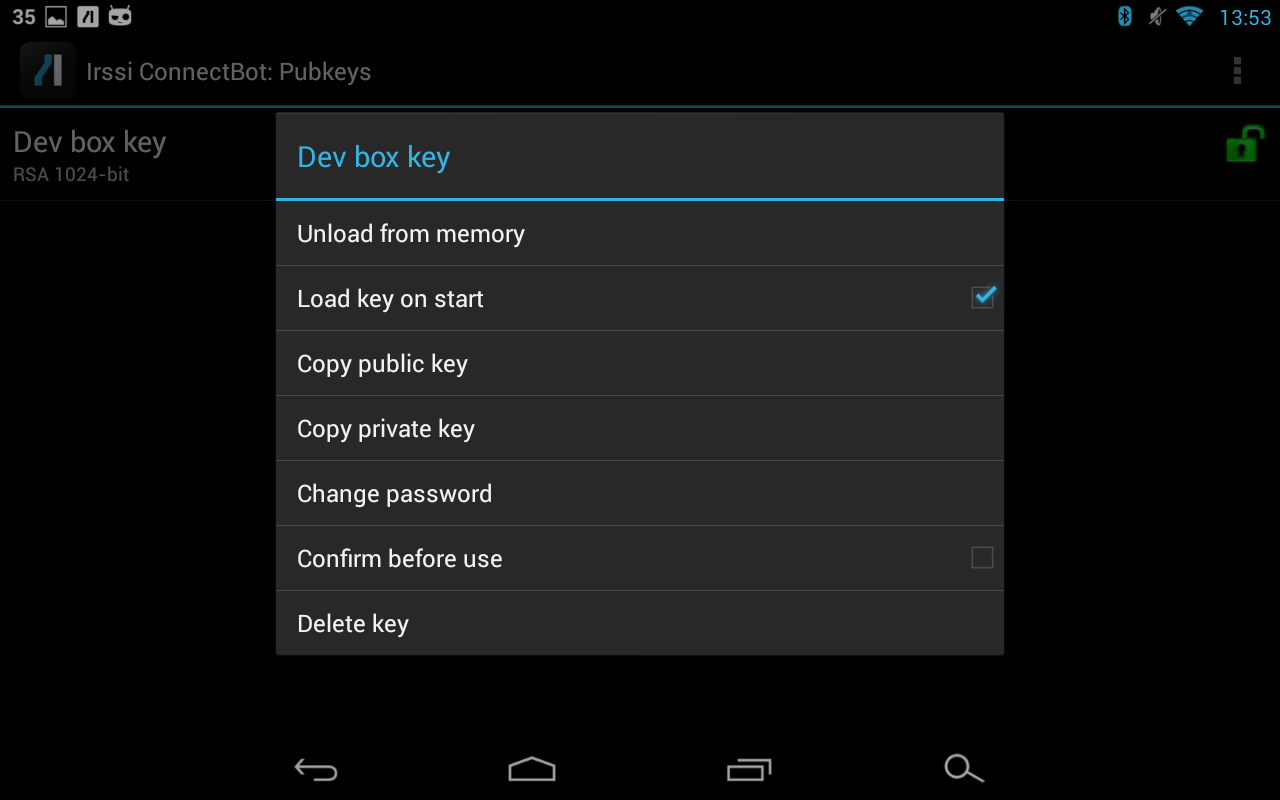 35
13:53
Irssi ConnectBot: Pubkeys
Dev box key
RSA 1024-bit
Dev box key
Unload from memory
Load key on start
Copy public key
Copy private key
Change password
Confirm before use
Delete key